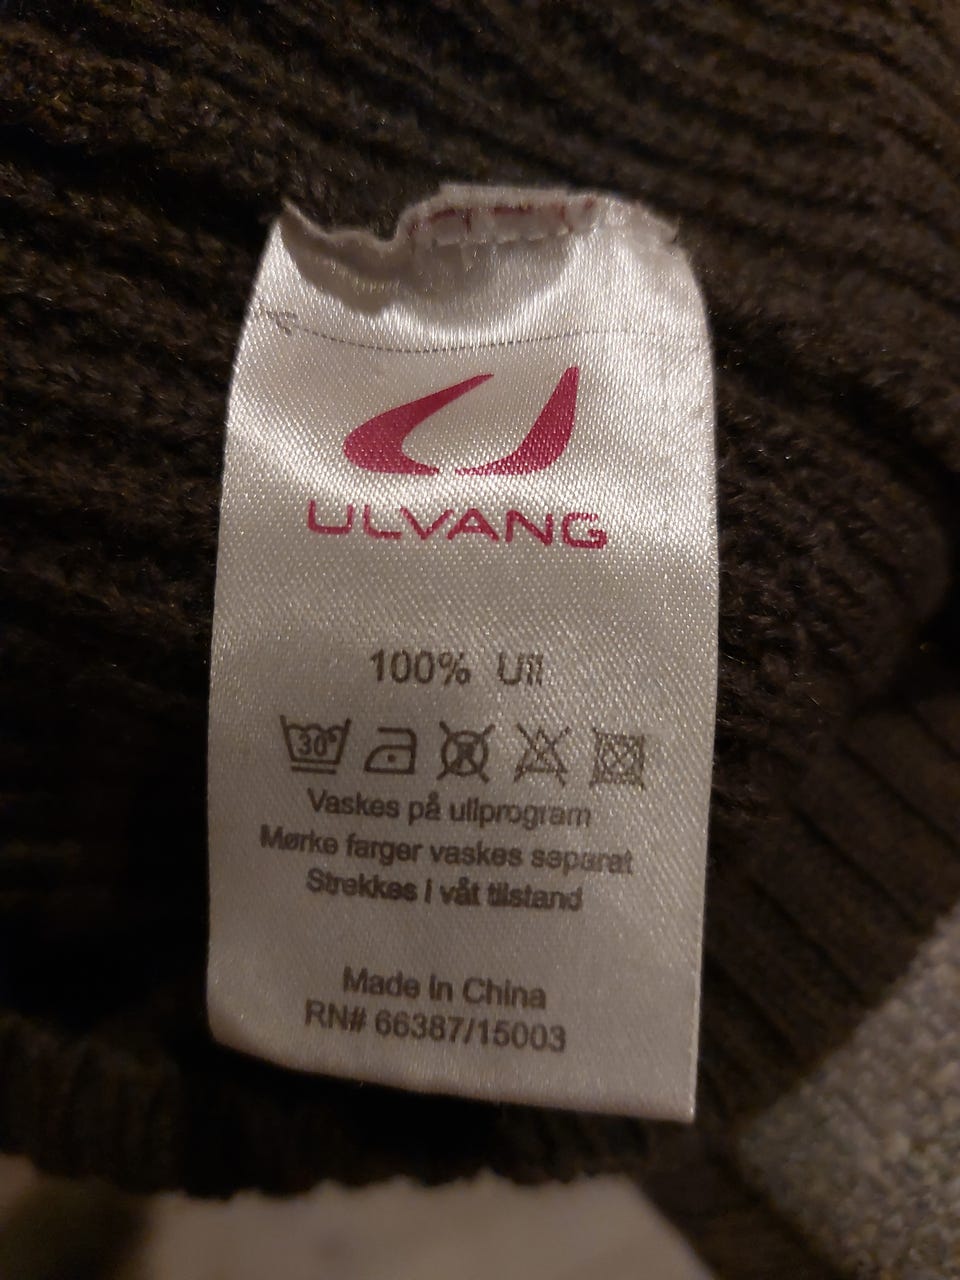 ULVANG
100% Ull
30°
Vaskes på ullprogram
Mørke farger vaskes separat
Strekkes i våt tilstand
Made in China
RN# 66387/15003